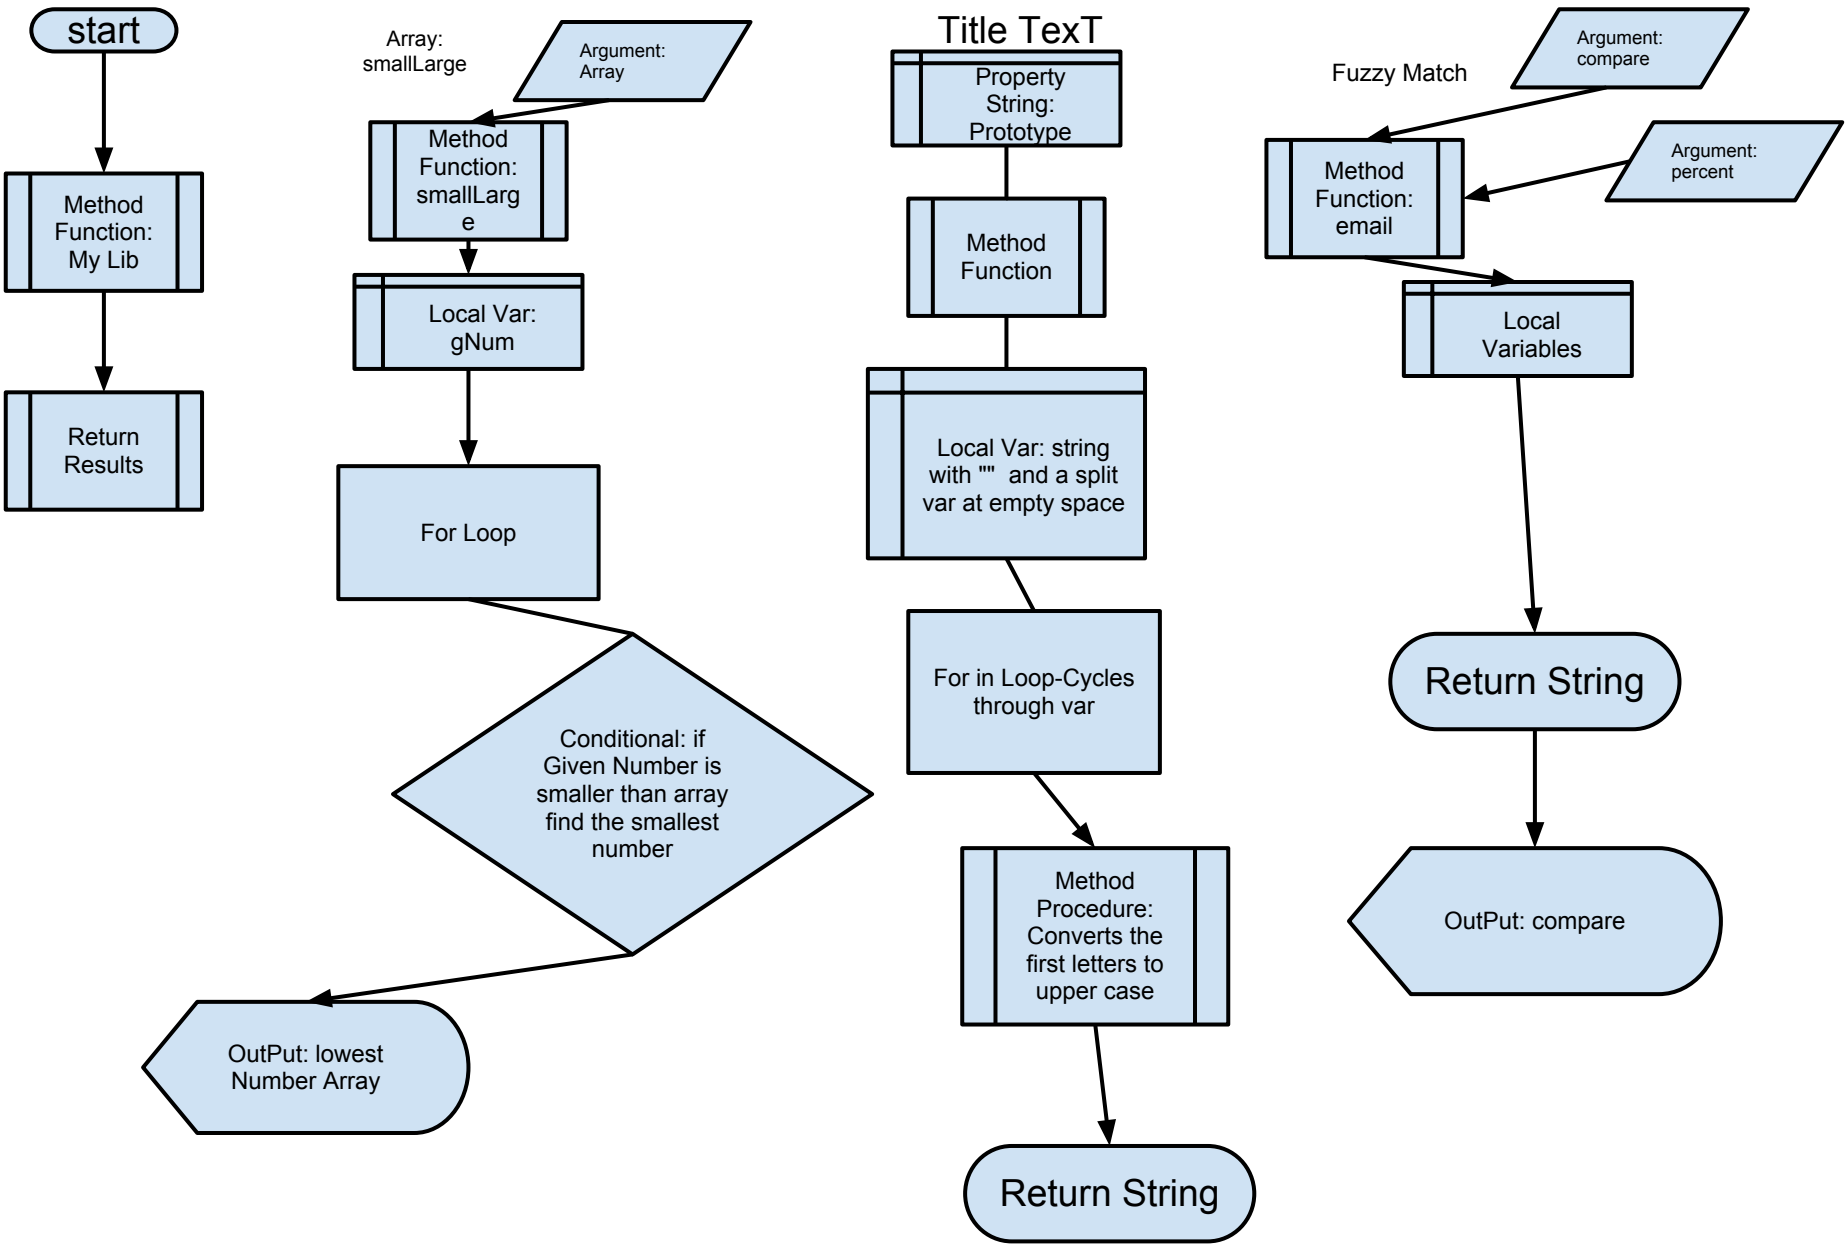 start
Method
Function:
My Lib
Return
Results
Array:
smallLarge
Argument:
Array
Method
Function:
smallLarg
e
Local Var:
gNum
For Loop
Conditional: if
Given Number is
smaller than array
find the smallest
number
OutPut: lowest
Number Array
Title TexT
Property
String:
Prototype
Method
Function
Local Var: string
with ""  and a split
var at empty space
For in Loop-Cycles
through var
Method
Procedure:
Converts the
first letters to
upper case
Return String
Fuzzy Match
Argument:
compare
Argument:
percent
Method
Function:
email
Local
Variables
Return String
OutPut: compare